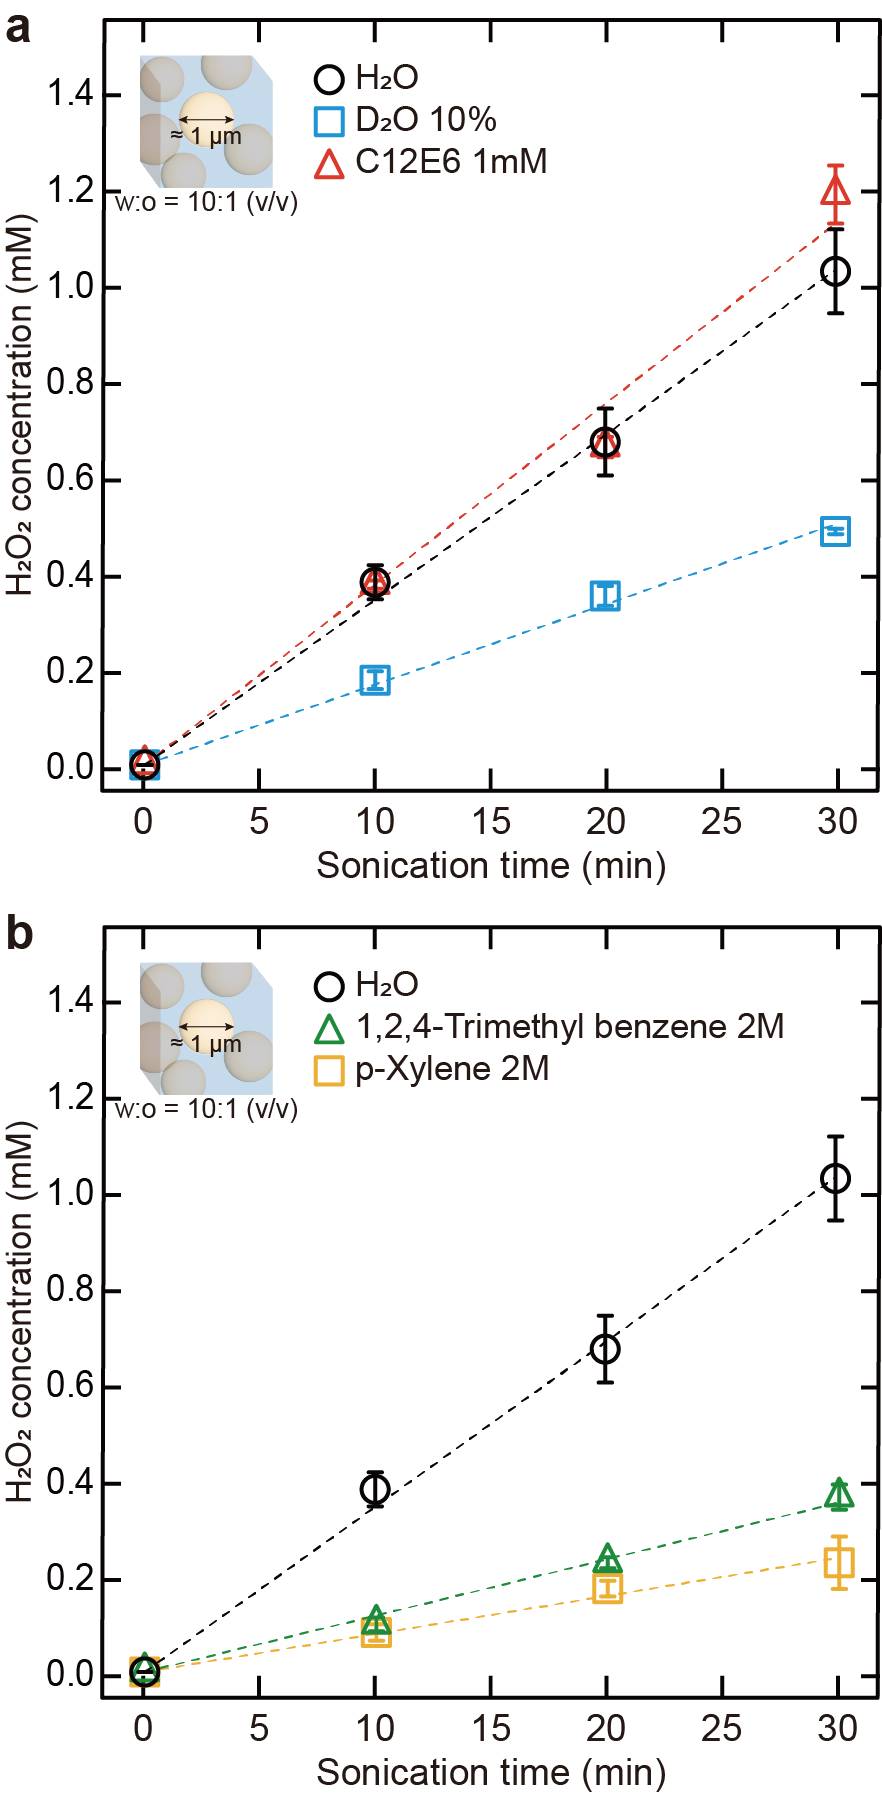 a
H₂O
D₂O 10%
C12E6 1mM
≈ 1 μm
w:o = 10:1 (v/v)
H₂O₂ concentration (mM)
1.4
1.2
1.0
0.8
0.6
0.4
0.2
0.0
0 5 10 15 20 25 30
Sonication time (min)
b
H₂O
1,2,4-Trimethyl benzene 2M
p-Xylene 2M
≈ 1 μm
w:o = 10:1 (v/v)
H₂O₂ concentration (mM)
1.4
1.2
1.0
0.8
0.6
0.4
0.2
0.0
0 5 10 15 20 25 30
Sonication time (min)